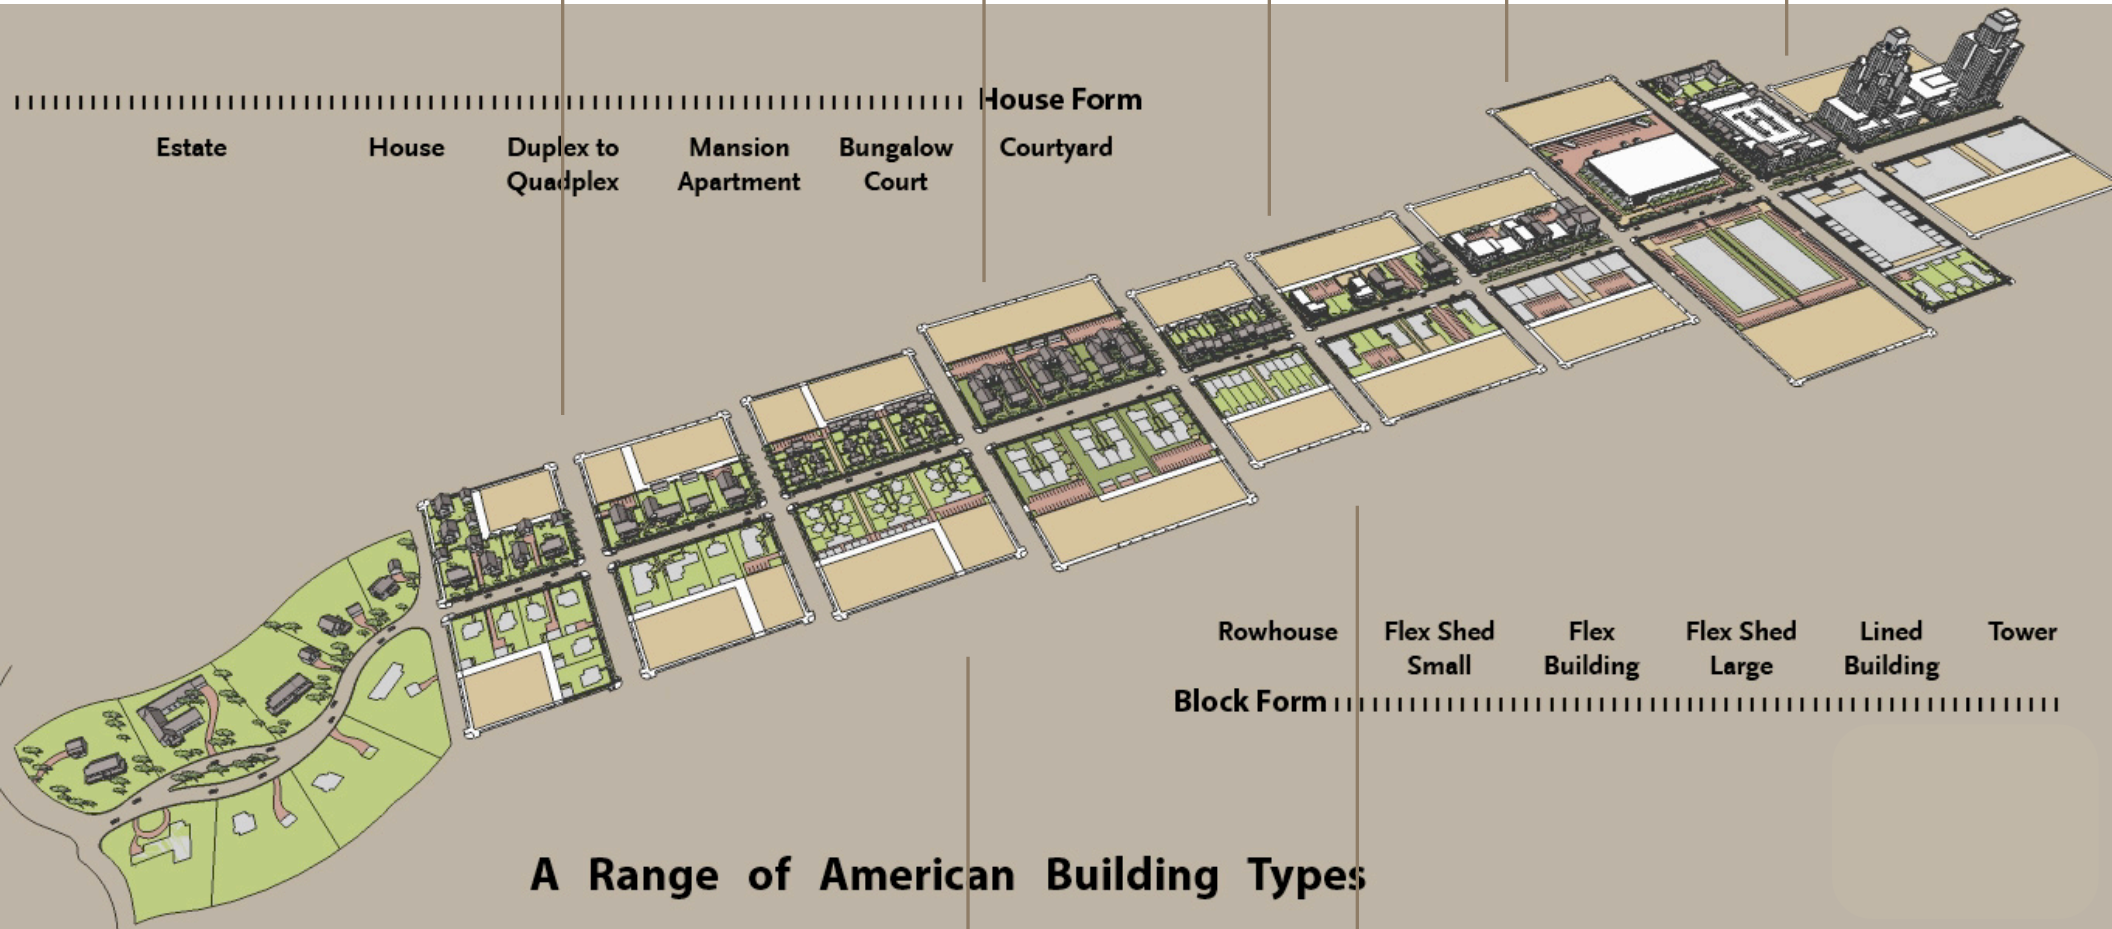 House Form
Estate
House
Duplex to
Quadplex
Mansion
Apartment
Bungalow
Court
Courtyard
Rowhouse
Flex Shed
Small
Flex
Building
Flex Shed
Large
Lined
Building
Tower
Block Form
A Range of American Building Types